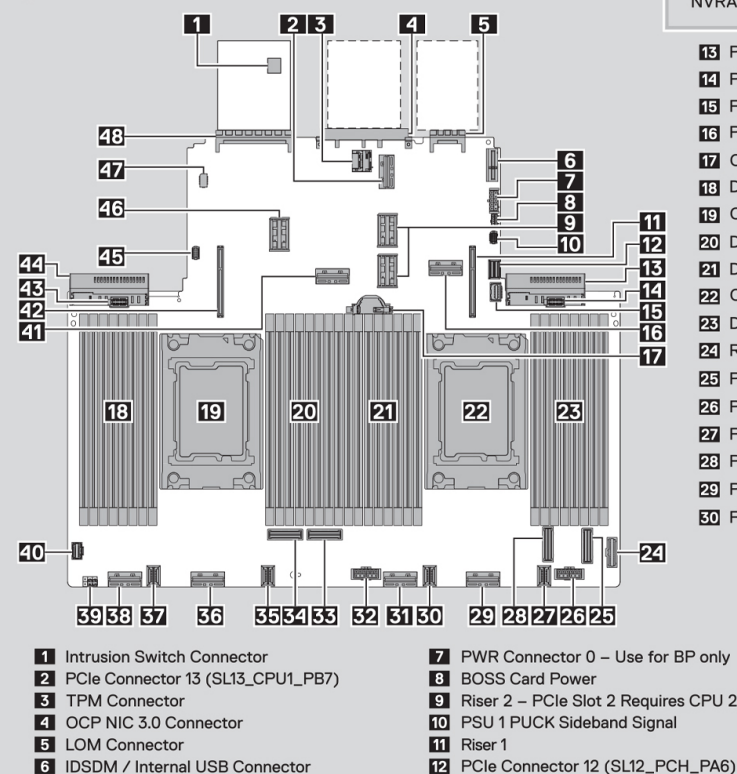 NVRA
1 2 3 4 5
48
47
46
45
44
43
42
41
6
7
8
9
10
11
12
13
14
15
16
17
18 19 20 21 22 23
40
24
39 38 37 36 35 34 33 32 31 30 29 28 27 26 25
13 F
14 F
15 F
16 F
17 C
18 D
19 C
20 D
21 D
22 C
23 D
24 R
25 F
26 F
27 F
28 F
29 F
30 F
1 Intrusion Switch Connector
2 PCIe Connector 13 (SL13_CPU1_PB7)
3 TPM Connector
4 OCP NIC 3.0 Connector
5 LOM Connector
6 IDSDM / Internal USB Connector
7 PWR Connector 0 – Use for BP only
8 BOSS Card Power
9 Riser 2 – PCIe Slot 2 Requires CPU 2
10 PSU 1 PUCK Sideband Signal
11 Riser 1
12 PCIe Connector 12 (SL12_PCH_PA6)